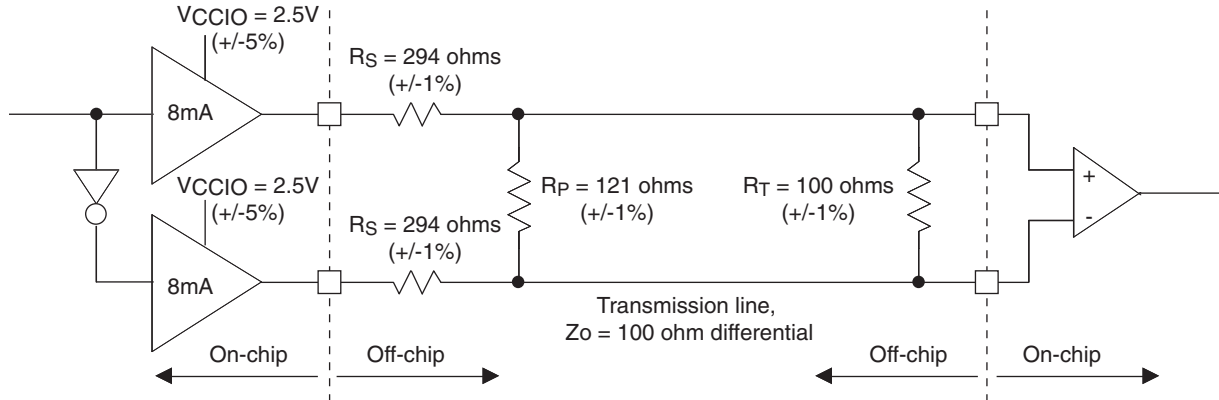 VCCIO = 2.5V
(+/-5%)
8mA
RS = 294 ohms
(+/-1%)
VCCIO = 2.5V
(+/-5%)
8mA
RS = 294 ohms
(+/-1%)
RP = 121 ohms
(+/-1%)
RT = 100 ohms
(+/-1%)
+
-
Transmission line,
Zo = 100 ohm differential
On-chip
Off-chip
Off-chip
On-chip